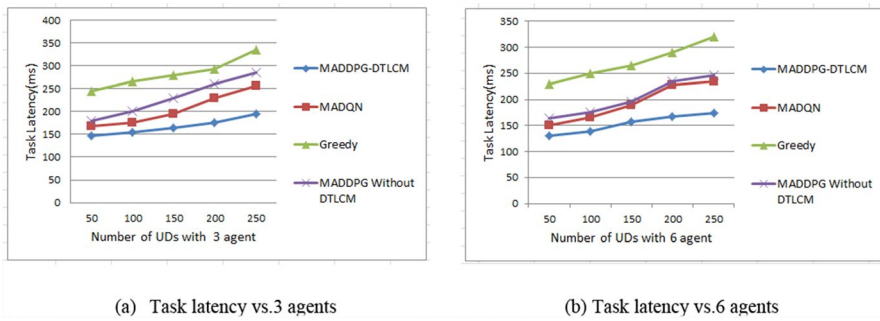 400
350
300
250
200
150
100
50
0
Task Latency(ms)
50 100 150 200 250
Number of UDs with 3 agent
MADDPG-DTLCM
MADQN
Greedy
MADDPG Without
DTLCM
(a) Task latency vs.3 agents
350
300
250
200
150
100
50
0
Task Latency(ms)
50 100 150 200 250
Number of UDs with 6 agent
MADDPG-DTLCM
MADQN
Greedy
MADDPG Without
DTLCM
(b) Task latency vs.6 agents